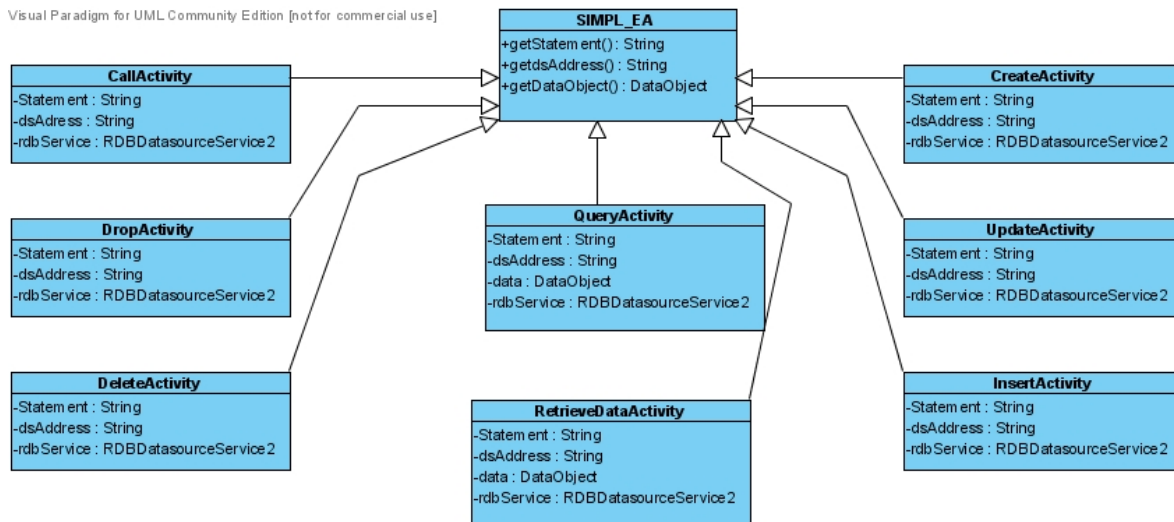 Visual Paradigm for UML Community Edition [not for commercial use]
SIMPL_EA
+getStatement() : String
+getdsAddress() : String
+getDataObject() : DataObject
CallActivity
-Statement : String
-dsAdress : String
-rdbService : RDBDatasourceService2
CreateActivity
-Statement : String
-dsAddress : String
-rdbService : RDBDatasourceService2
DropActivity
-Statement : String
-dsAddress : String
-rdbService : RDBDatasourceService2
QueryActivity
-Statement : String
-dsAddress : String
-data : DataObject
-rdbService : RDBDatasourceService2
UpdateActivity
-Statement : String
-dsAddress : String
-rdbService : RDBDatasourceService2
DeleteActivity
-Statement : String
-dsAddress : String
-rdbService : RDBDatasourceService2
RetrieveDataActivity
-Statement : String
-dsAddress : String
-data : DataObject
-rdbService : RDBDatasourceService2
InsertActivity
-Statement : String
-dsAddress : String
-rdbService : RDBDatasourceService2